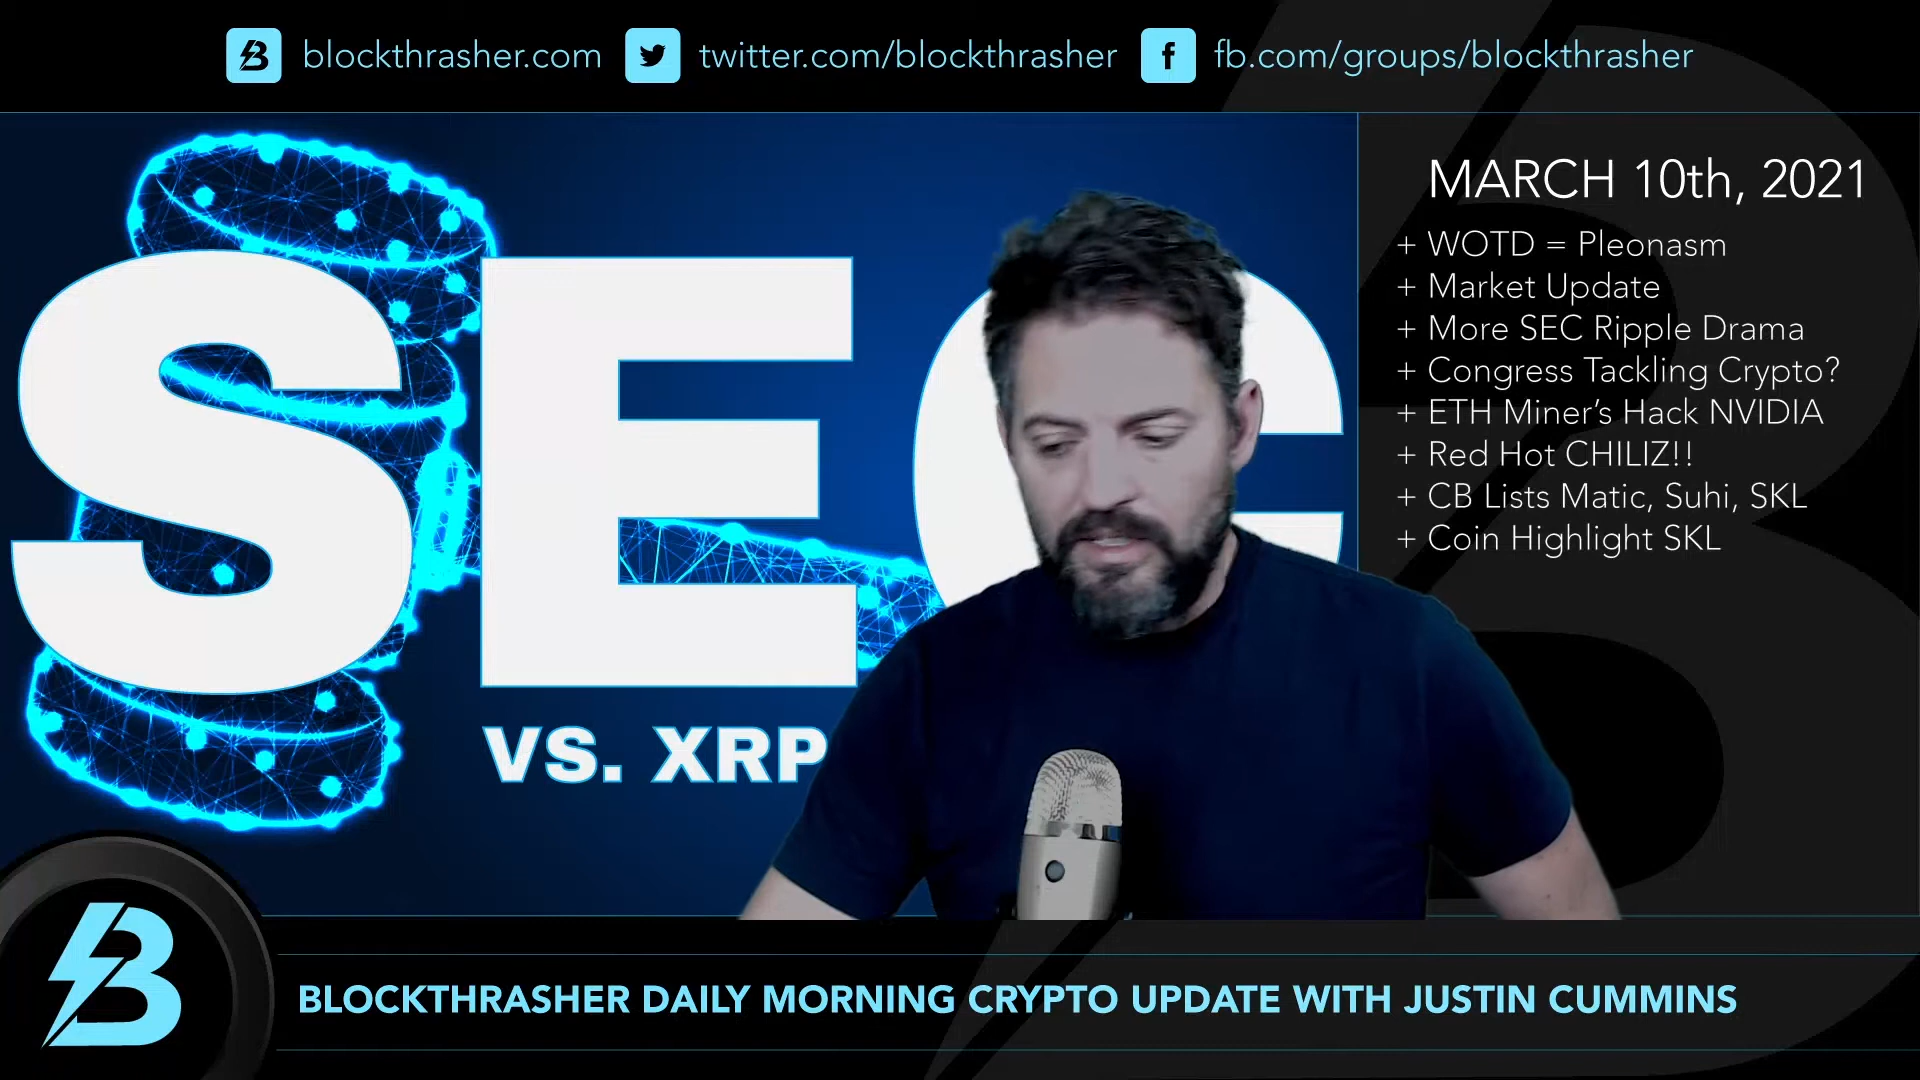 blockthrasher.com twitter.com/blockthrasher fb.com/groups/blockthrasher
SEC
VS. XRP
MARCH 10th, 2021
+ WOTD = Pleonasm
+ Market Update
+ More SEC Ripple Drama
+ Congress Tackling Crypto?
+ ETH Miner's Hack NVIDIA
+ Red Hot CHILIZ!!
+ CB Lists Matic, Suhi, SKL
+ Coin Highlight SKL
BLOCKTHRASHER DAILY MORNING CRYPTO UPDATE WITH JUSTIN CUMMINS